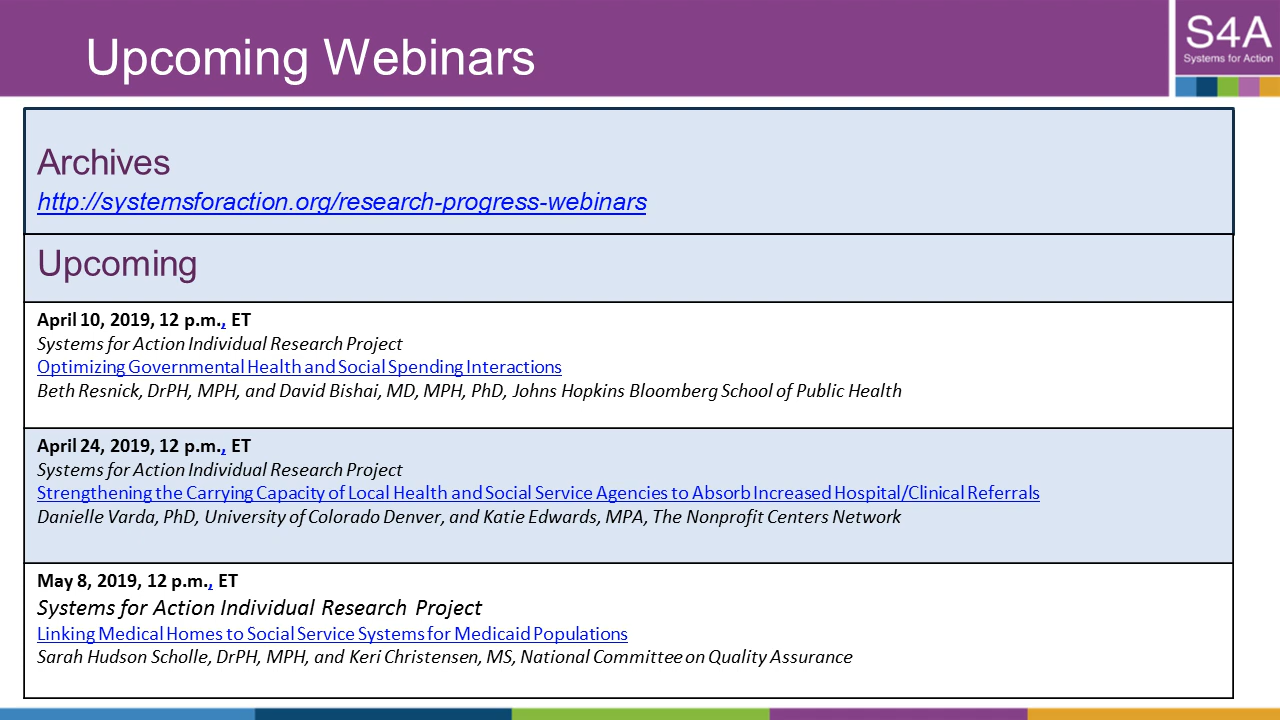 Upcoming Webinars
S4A
Systems for Action
Archives
http://systemsforaction.org/research-progress-webinars
Upcoming
April 10, 2019, 12 p.m., ET
Systems for Action Individual Research Project
Optimizing Governmental Health and Social Spending Interactions
Beth Resnick, DrPH, MPH, and David Bishai, MD, MPH, PhD, Johns Hopkins Bloomberg School of Public Health
April 24, 2019, 12 p.m., ET
Systems for Action Individual Research Project
Strengthening the Carrying Capacity of Local Health and Social Service Agencies to Absorb Increased Hospital/Clinical Referrals
Danielle Varda, PhD, University of Colorado Denver, and Katie Edwards, MPA, The Nonprofit Centers Network
May 8, 2019, 12 p.m., ET
Systems for Action Individual Research Project
Linking Medical Homes to Social Service Systems for Medicaid Populations
Sarah Hudson Scholle, DrPH, MPH, and Keri Christensen, MS, National Committee on Quality Assurance